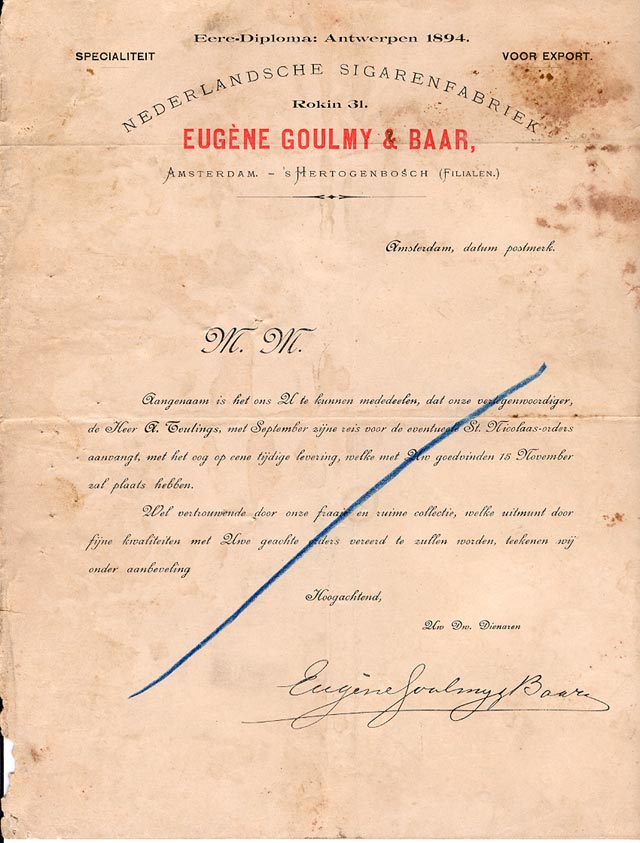 Eere-Diploma: Antwerpen 1894.
SPECIALITEIT
VOOR EXPORT.
NEDERLANDSCHE SIGARENFABRIEK
Rokin 31.
EUGÈNE GOULMY & BAAR,
AMSTERDAM. - 'S HERTOGENBOSCH (FILIALEN.)
Amsterdam, datum postmerk.
M. M.
Aangenaam is het ons U te kunnen mededeelen, dat onze vertegenwoordiger,
de Heer A. Teulings, met September zijne reis voor de eventueele St. Nicolaas-orders
aanvangt, met het oog op eene tijdige levering, welke met Uw goedvinden 15 November
zal plaats hebben.
Wel vertrouwende door onze fraaie en ruime collectie, welke uitmunt door
fijne kwaliteiten met Uwe geachte orders vereerd te zullen worden, teekenen wij
onder aanbeveling
Hoogachtend,
Uw Dw. Dienaren
Eugène Goulmy & Baar